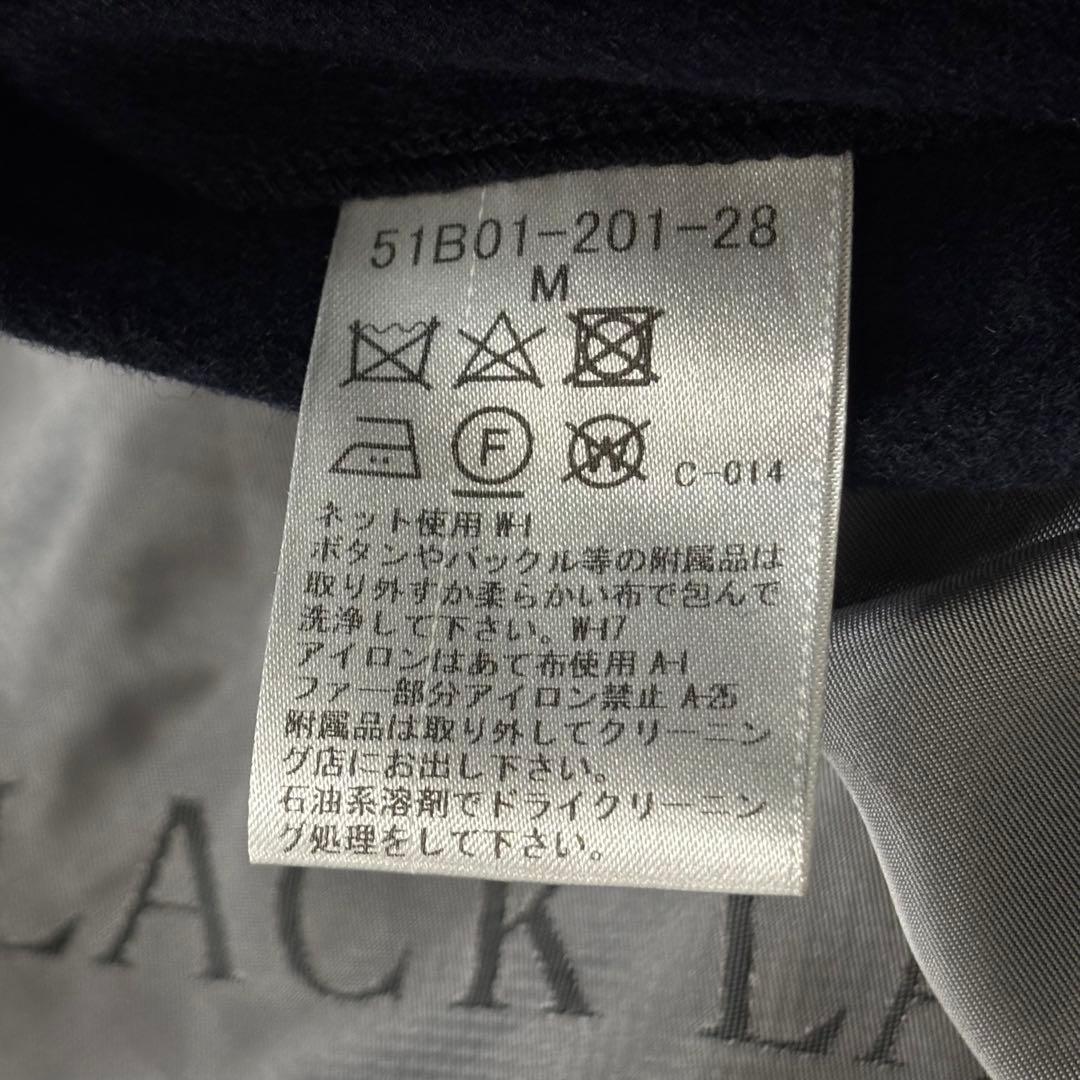 51B01-201-28
M
F
W
C-014
ネット使用 W-1
ボタンやバックル等の附属品は
取り外すか柔らかい布で包んで
洗浄して下さい。W-17
アイロンはあて布使用 A-1
ファー部分アイロン禁止 A-25
附属品は取り外してクリーニン
グ店にお出し下さい。
石油系溶剤でドライクリーニン
グ処理をして下さい。
LACK LA